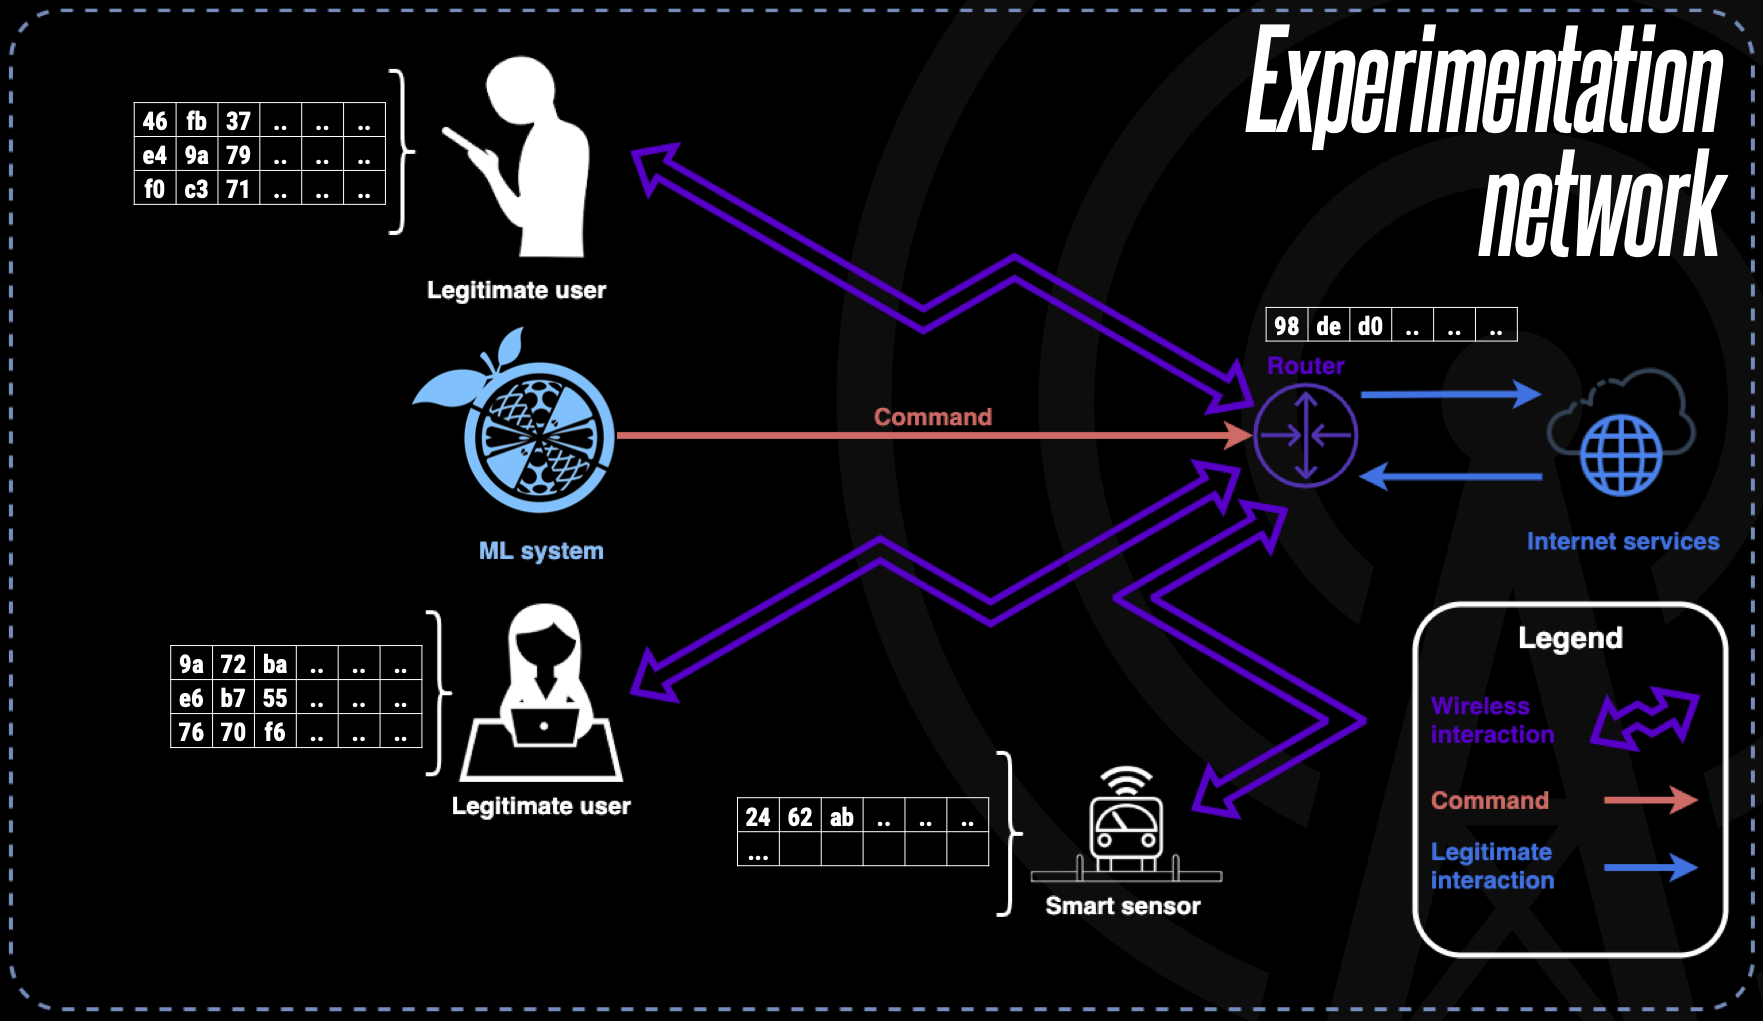 Experimentation
network
46 fb 37 .. .. ..
e4 9a 79 .. .. ..
f0 c3 71 .. .. ..
Legitimate user
98 de d0 .. .. ..
Router
Command
Internet services
ML system
9a 72 ba .. .. ..
e6 b7 55 .. .. ..
76 70 f6 .. .. ..
Legitimate user
24 62 ab .. .. ..
...
Smart sensor
Legend
Wireless
interaction
Command
Legitimate
interaction